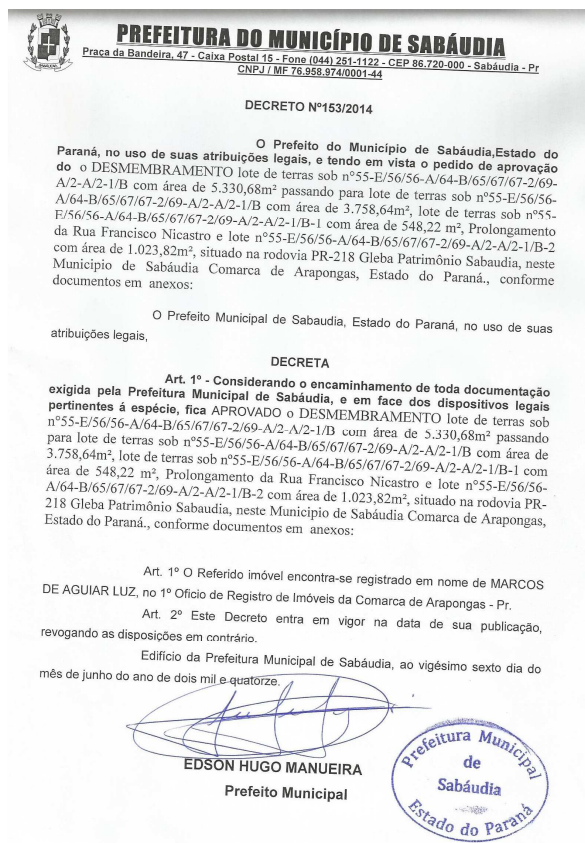 PREFEITURA DO MUNICÍPIO DE SABÁUDIA
Praça da Bandeira, 47 - Caixa Postal 15 - Fone (044) 251-1122 - CEP 86.720-000 - Sabáudia - Pr
CNPJ / MF 76.958.974/0001-44
DECRETO Nº153/2014
O Prefeito do Município de Sabáudia,Estado do
Paraná, no uso de suas atribuições legais, e tendo em vista o pedido de aprovação
do o DESMEMBRAMENTO lote de terras sob nº55-E/56/56-A/64-B/65/67/67-2/69-
A/2-A/2-1/B com área de 5.330,68m² passando para lote de terras sob nº55-E/56/56-
A/64-B/65/67/67-2/69-A/2-A/2-1/B com área de 3.758,64m², lote de terras sob nº55-
E/56/56-A/64-B/65/67/67-2/69-A/2-A/2-1/B-1 com área de 548,22 m², Prolongamento
da Rua Francisco Nicastro e lote nº55-E/56/56-A/64-B/65/67/67-2/69-A/2-A/2-1/B-2
com área de 1.023,82m², situado na rodovia PR-218 Gleba Patrimônio Sabaudia, neste
Municipio de Sabáudia Comarca de Arapongas, Estado do Paraná., conforme
documentos em anexos:
O Prefeito Municipal de Sabaudia, Estado do Paraná, no uso de suas
atribuições legais,
DECRETA
Art. 1º - Considerando o encaminhamento de toda documentação
exigida pela Prefeitura Municipal de Sabáudia, e em face dos dispositivos legais
pertinentes á espécie, fica APROVADO o DESMEMBRAMENTO lote de terras sob
nº55-E/56/56-A/64-B/65/67/67-2/69-A/2-A/2-1/B com área de 5.330,68m² passando
para lote de terras sob nº55-E/56/56-A/64-B/65/67/67-2/69-A/2-A/2-1/B com área de
3.758,64m², lote de terras sob nº55-E/56/56-A/64-B/65/67/67-2/69-A/2-A/2-1/B-1 com
área de 548,22 m², Prolongamento da Rua Francisco Nicastro e lote nº55-E/56/56-
A/64-B/65/67/67-2/69-A/2-A/2-1/B-2 com área de 1.023,82m², situado na rodovia PR-
218 Gleba Patrimônio Sabaudia, neste Municipio de Sabáudia Comarca de Arapongas,
Estado do Paraná., conforme documentos em anexos:
Art. 1º O Referido imóvel encontra-se registrado em nome de MARCOS
DE AGUIAR LUZ, no 1º Oficio de Registro de Imóveis da Comarca de Arapongas - Pr.
Art. 2º Este Decreto entra em vigor na data de sua publicação,
revogando as disposições em contrário.
Edifício da Prefeitura Municipal de Sabáudia, ao vigésimo sexto dia do
mês de junho do ano de dois mil e quatorze.
EDSON HUGO MANUEIRA
Prefeito Municipal
Prefeitura Municipal
de
Sabáudia
Estado do Paraná